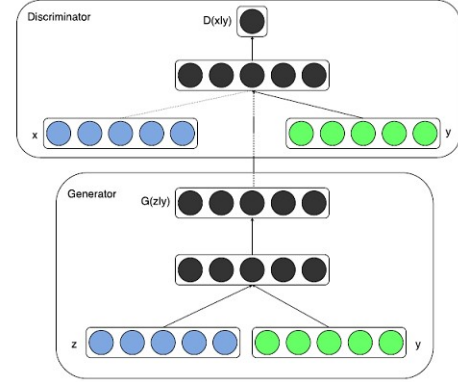 Discriminator
D(x|y)
x
y
Generator
G(z|y)
z
y